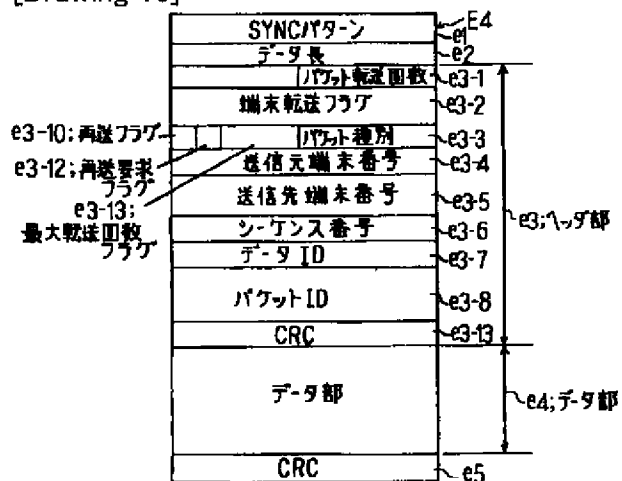 SYNCパターン
E4
e1
データ長
e2
パケット転送回数
e3-1
端末転送フラグ
e3-2
e3-10;再送フラグ
パケット種別
e3-3
e3-12;再送要求
フラグ
送信元端末番号
e3-4
e3-13;
最大転送回数
フラグ
送信先端末番号
e3-5
シーケンス番号
e3-6
e3;ヘッダ部
データID
e3-7
パケットID
e3-8
CRC
e3-13
データ部
e4;データ部
CRC
e5